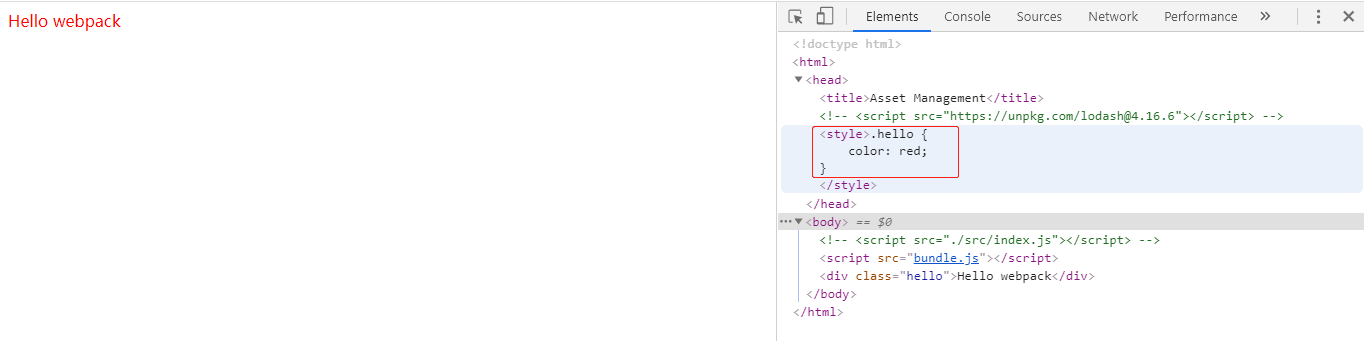 Hello webpack
Elements Console Sources Network Performance »
<!doctype html>
<html>
<head>
<title>Asset Management</title>
<!-- <script src="https://unpkg.com/lodash@4.16.6"></script> -->
<style>.hello {
color: red;
}
</style>
</head>
<body> == $0
<!-- <script src="./src/index.js"></script> -->
<script src="bundle.js"></script>
<div class="hello">Hello webpack</div>
</body>
</html>